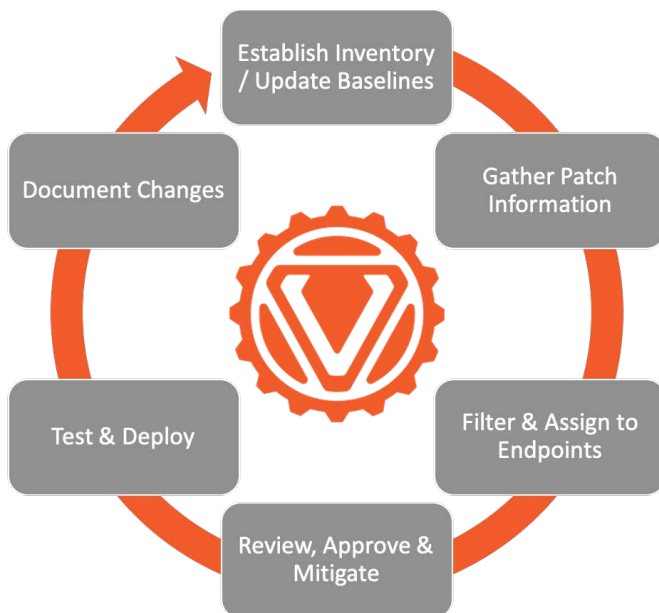 Establish Inventory
/ Update Baselines
Gather Patch
Information
Filter & Assign to
Endpoints
Review, Approve &
Mitigate
Test & Deploy
Document Changes